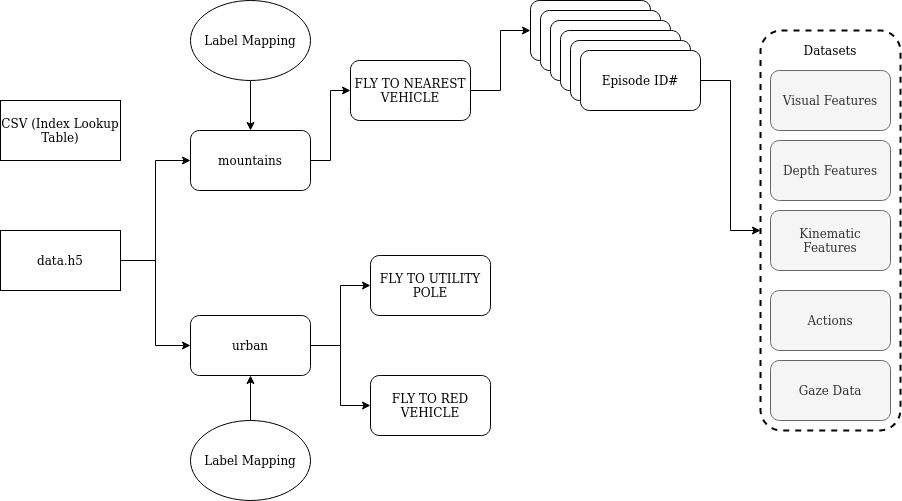 Label Mapping
CSV (Index Lookup
Table)
mountains
FLY TO NEAREST
VEHICLE
Episode ID#
data.h5
urban
FLY TO UTILITY
POLE
FLY TO RED
VEHICLE
Label Mapping
Datasets
Visual Features
Depth Features
Kinematic
Features
Actions
Gaze Data